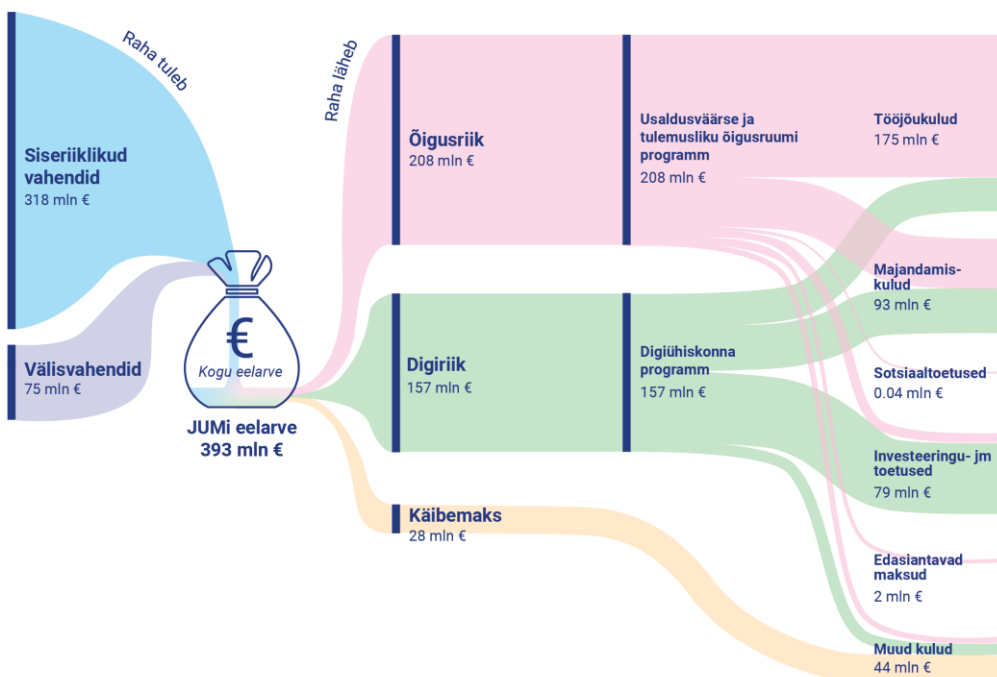 Raha tuleb
Siseriiklikud
vahendid
318 mln €
Välisvahendid
75 mln €
€
Kogu eelarve
JUMi eelarve
393 mln €
Raha läheb
Õigusriik
208 mln €
Digiriik
157 mln €
Käibemaks
28 mln €
Usaldusväärse ja
tulemusliku õigusruumi
programm
208 mln €
Digiühiskonna
programm
157 mln €
Tööjõukulud
175 mln €
Majandamis-
kulud
93 mln €
Sotsiaaltoetused
0.04 mln €
Investeeringu- jm
toetused
79 mln €
Edasiantavad
maksud
2 mln €
Muud kulud
44 mln €